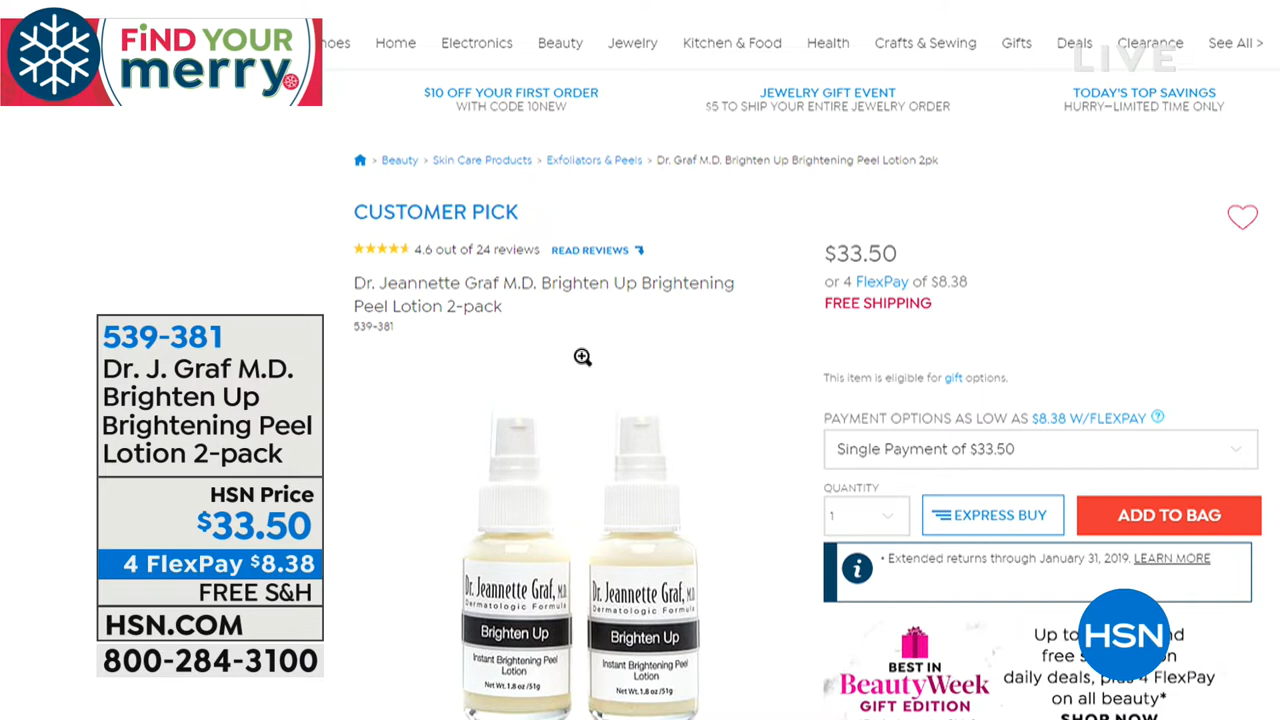 FiND YOUR
merry.
Home Electronics Beauty Jewelry Kitchen & Food Health Crafts & Sewing Gifts Deals Clearance See All >
LIVE
$10 OFF YOUR FIRST ORDER
WITH CODE 10NEW
JEWELRY GIFT EVENT
$5 TO SHIP YOUR ENTIRE JEWELRY ORDER
TODAY'S TOP SAVINGS
HURRY—LIMITED TIME ONLY
> Beauty > Skin Care Products > Exfoliators & Peels > Dr. Graf M.D. Brighten Up Brightening Peel Lotion 2pk
CUSTOMER PICK
4.6 out of 24 reviews READ REVIEWS
Dr. Jeannette Graf M.D. Brighten Up Brightening
Peel Lotion 2-pack
539-381
$33.50
or 4 FlexPay of $8.38
FREE SHIPPING
This item is eligible for gift options.
PAYMENT OPTIONS AS LOW AS $8.38 W/FLEXPAY ?
Single Payment of $33.50
QUANTITY
1
EXPRESS BUY
ADD TO BAG
i
• Extended returns through January 31, 2019. LEARN MORE
539-381
Dr. J. Graf M.D.
Brighten Up
Brightening Peel
Lotion 2-pack
HSN Price
$33.50
4 FlexPay $8.38
FREE S&H
HSN.COM
800-284-3100
Dr. Jeannette Graf, M.D.
Dermatologic Formula
Brighten Up
Instant Brightening Peel
Lotion
Net Wt. 1.8 oz/51g
Dr. Jeannette Graf, M.D.
Dermatologic Formula
Brighten Up
Instant Brightening Peel
Lotion
Net Wt. 1.8 oz/51g
BEST IN
BeautyWeek
GIFT EDITION
Up to
free
daily deals, 4 FlexPay
on all beauty*
SHOP NOW
HSN